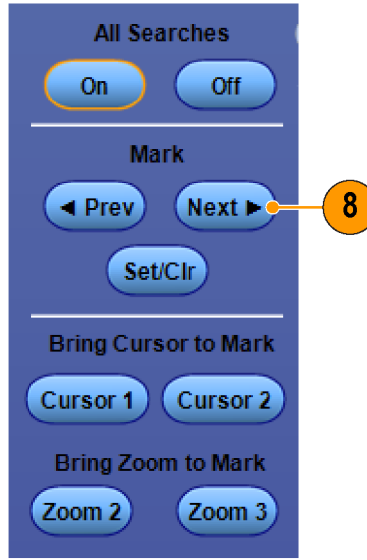 All Searches
On Off
Mark
◄ Prev Next ►
8
Set/Clr
Bring Cursor to Mark
Cursor 1 Cursor 2
Bring Zoom to Mark
Zoom 2 Zoom 3